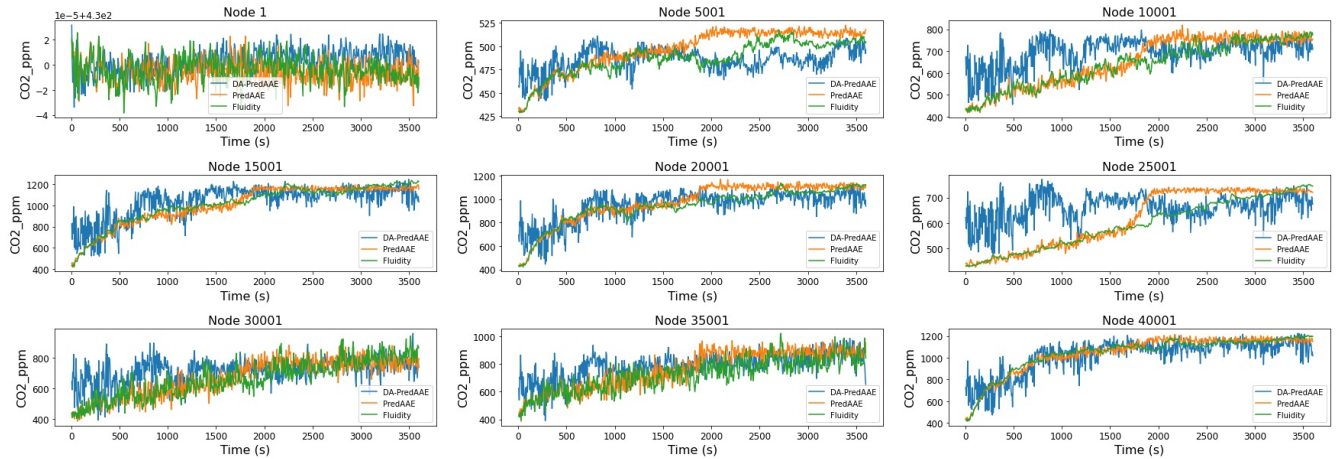 Node 1
1e-5+4.3e2
CO2_ppm
2
0
−2
−4
0 500 1000 1500 2000 2500 3000 3500
Time (s)
DA-PredAAE
PredAAE
Fluidity
Node 5001
CO2_ppm
525
500
475
450
425
0 500 1000 1500 2000 2500 3000 3500
Time (s)
DA-PredAAE
PredAAE
Fluidity
Node 10001
CO2_ppm
800
700
600
500
400
0 500 1000 1500 2000 2500 3000 3500
Time (s)
DA-PredAAE
PredAAE
Fluidity
Node 15001
CO2_ppm
1200
1000
800
600
400
0 500 1000 1500 2000 2500 3000 3500
Time (s)
DA-PredAAE
PredAAE
Fluidity
Node 20001
CO2_ppm
1200
1000
800
600
400
0 500 1000 1500 2000 2500 3000 3500
Time (s)
DA-PredAAE
PredAAE
Fluidity
Node 25001
CO2_ppm
700
600
500
0 500 1000 1500 2000 2500 3000 3500
Time (s)
DA-PredAAE
PredAAE
Fluidity
Node 30001
CO2_ppm
800
600
400
0 500 1000 1500 2000 2500 3000 3500
Time (s)
DA-PredAAE
PredAAE
Fluidity
Node 35001
CO2_ppm
1000
800
600
400
0 500 1000 1500 2000 2500 3000 3500
Time (s)
DA-PredAAE
PredAAE
Fluidity
Node 40001
CO2_ppm
1200
1000
800
600
400
0 500 1000 1500 2000 2500 3000 3500
Time (s)
DA-PredAAE
PredAAE
Fluidity